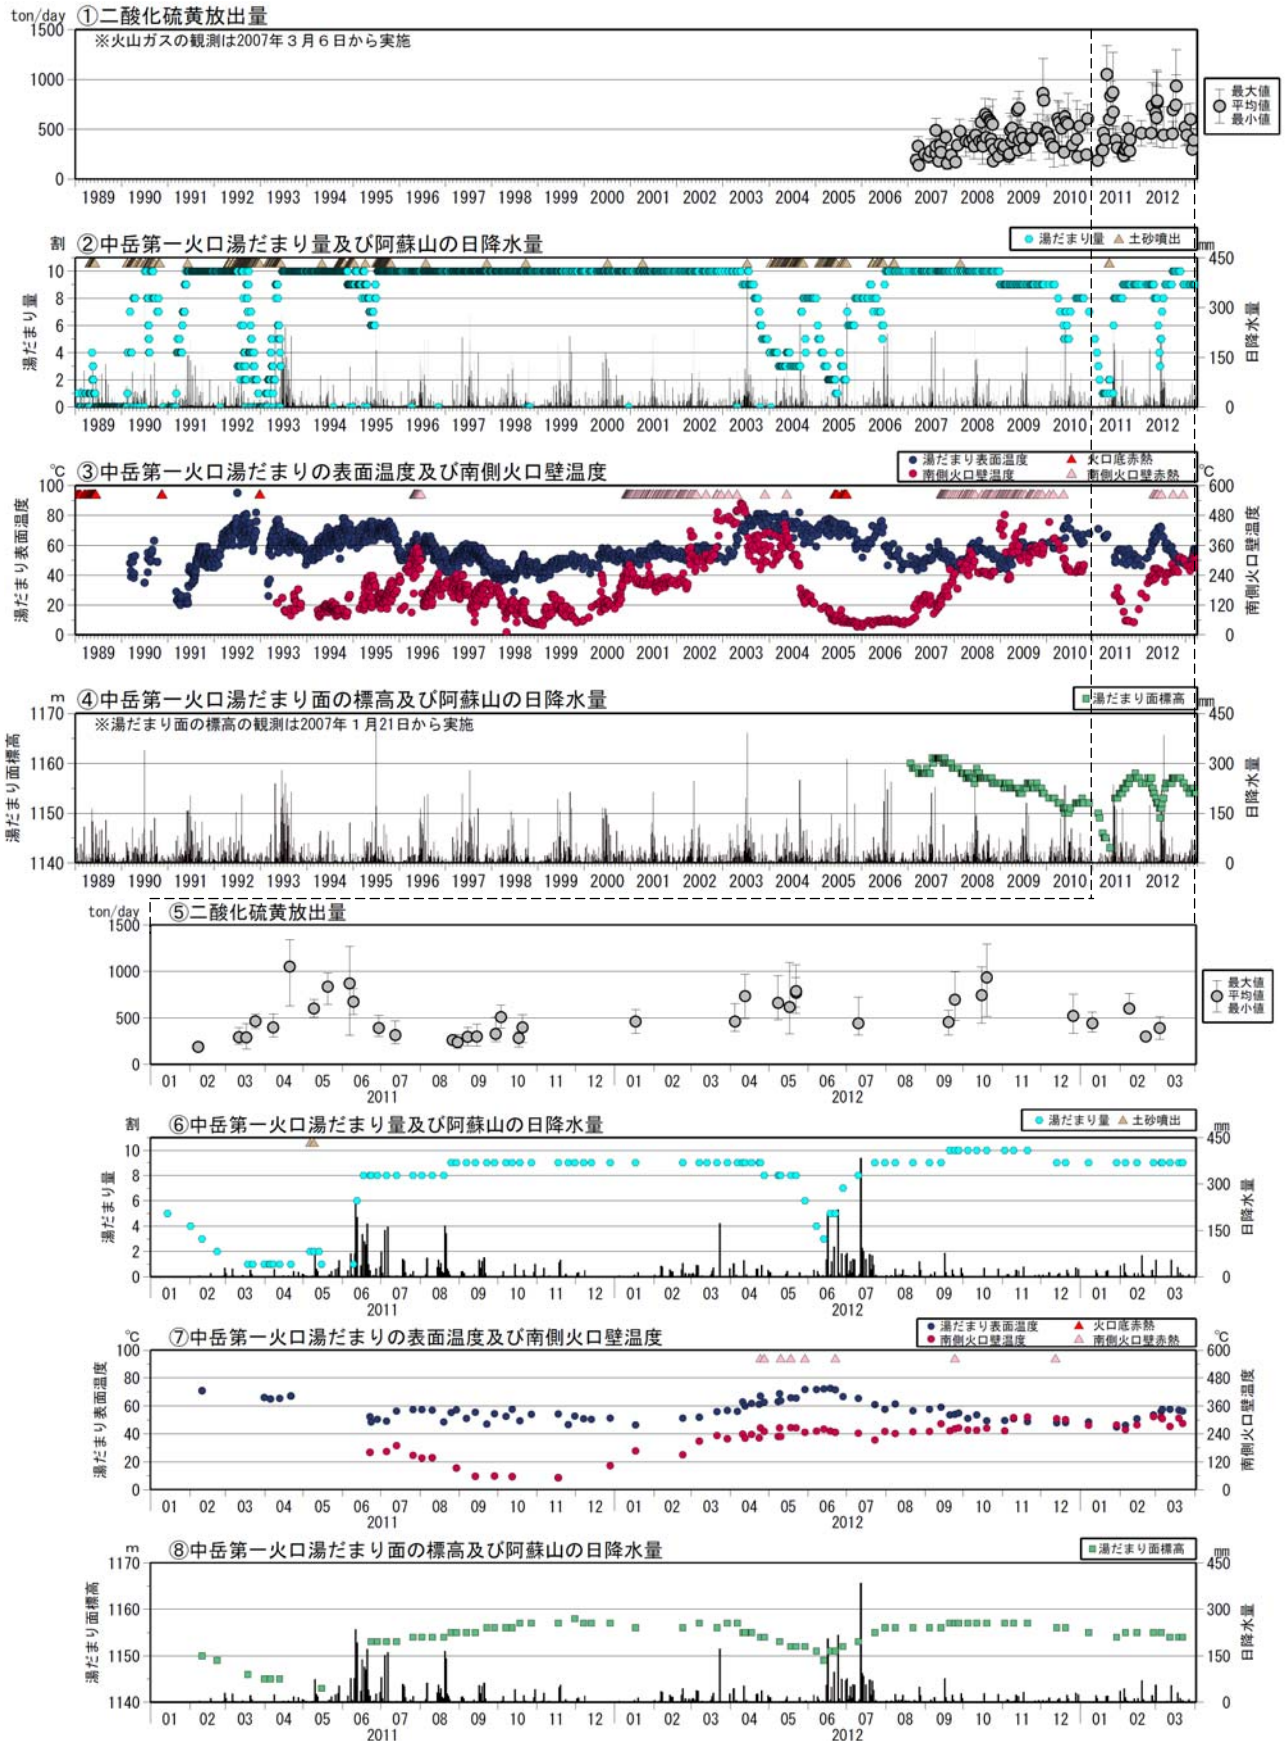 ton/day ①二酸化硫黄放出量
※火山ガスの観測は2007年3月6日から実施
1500
1000
500
0
最大値
平均値
最小値
1989 1990 1991 1992 1993 1994 1995 1996 1997 1998 1999 2000 2001 2002 2003 2004 2005 2006 2007 2008 2009 2010 2011 2012
割 ②中岳第一火口湯だまり量及び阿蘇山の日降水量
湯だまり量 土砂噴出
mm
湯だまり量
10
8
6
4
2
0
450
300
150
0
日降水量
1989 1990 1991 1992 1993 1994 1995 1996 1997 1998 1999 2000 2001 2002 2003 2004 2005 2006 2007 2008 2009 2010 2011 2012
℃ ③中岳第一火口湯だまりの表面温度及び南側火口壁温度
湯だまり表面温度 火口底赤熱
南側火口壁温度 南側火口壁赤熱
℃
湯だまり表面温度
100
80
60
40
20
0
600
480
360
240
120
0
南側火口壁温度
1989 1990 1991 1992 1993 1994 1995 1996 1997 1998 1999 2000 2001 2002 2003 2004 2005 2006 2007 2008 2009 2010 2011 2012
m ④中岳第一火口湯だまり面の標高及び阿蘇山の日降水量
湯だまり面標高
mm
※湯だまり面の標高の観測は2007年1月21日から実施
湯だまり面標高
1170
1160
1150
1140
450
300
150
0
日降水量
1989 1990 1991 1992 1993 1994 1995 1996 1997 1998 1999 2000 2001 2002 2003 2004 2005 2006 2007 2008 2009 2010 2011 2012
ton/day ⑤二酸化硫黄放出量
1500
1000
500
0
最大値
平均値
最小値
01 02 03 04 05 06 07 08 09 10 11 12 01 02 03 04 05 06 07 08 09 10 11 12 01 02 03
2011 2012
割 ⑥中岳第一火口湯だまり量及び阿蘇山の日降水量
湯だまり量 土砂噴出
mm
湯だまり量
10
8
6
4
2
0
450
300
150
0
日降水量
01 02 03 04 05 06 07 08 09 10 11 12 01 02 03 04 05 06 07 08 09 10 11 12 01 02 03
2011 2012
℃ ⑦中岳第一火口湯だまりの表面温度及び南側火口壁温度
湯だまり表面温度 火口底赤熱
南側火口壁温度 南側火口壁赤熱
℃
湯だまり表面温度
100
80
60
40
20
0
600
480
360
240
120
0
南側火口壁温度
01 02 03 04 05 06 07 08 09 10 11 12 01 02 03 04 05 06 07 08 09 10 11 12 01 02 03
2011 2012
m ⑧中岳第一火口湯だまり面の標高及び阿蘇山の日降水量
湯だまり面標高
mm
湯だまり面標高
1170
1160
1150
1140
450
300
150
0
日降水量
01 02 03 04 05 06 07 08 09 10 11 12 01 02 03 04 05 06 07 08 09 10 11 12 01 02 03
2011 2012